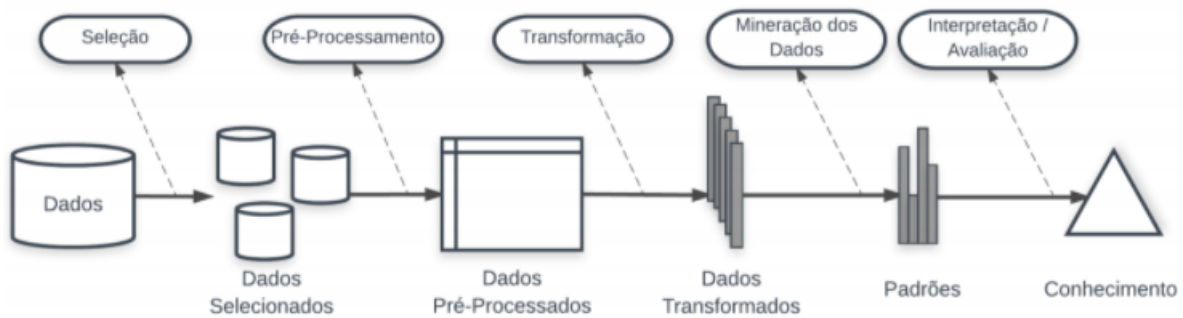 Seleção
Pré-Processamento
Transformação
Mineração dos
Dados
Interpretação /
Avaliação
Dados
Dados
Selecionados
Dados
Pré-Processados
Dados
Transformados
Padrões
Conhecimento